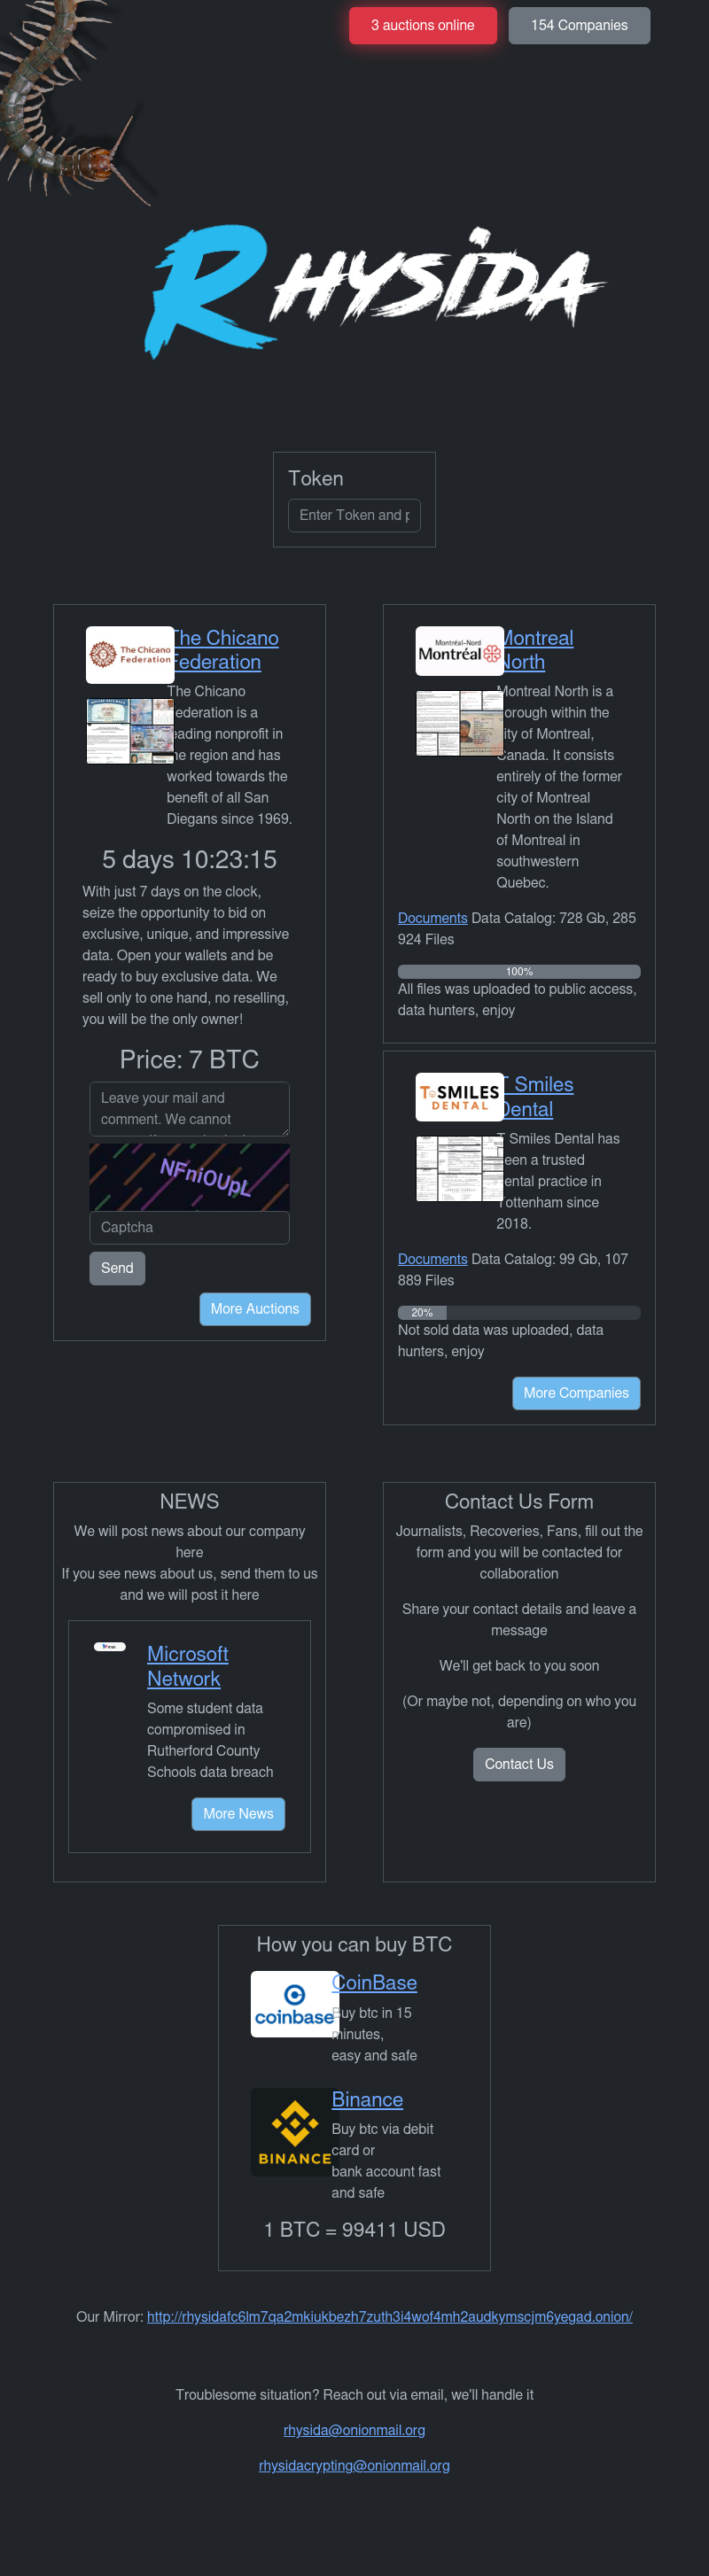 3 auctions online
154 Companies
RHYSIDA
Token
Enter Token and p
The Chicano Federation
The Chicano
Federation
The Chicano
Federation is a
leading nonprofit in
the region and has
worked towards the
benefit of all San
Diegans since 1969.
5 days 10:23:15
With just 7 days on the clock,
seize the opportunity to bid on
exclusive, unique, and impressive
data. Open your wallets and be
ready to buy exclusive data. We
sell only to one hand, no reselling,
you will be the only owner!
Price: 7 BTC
Leave your mail and
comment. We cannot
NFniOUpL
Captcha
Send
More Auctions
Montréal-Nord
Montréal
Montreal
North
Montreal North is a
borough within the
city of Montreal,
Canada. It consists
entirely of the former
city of Montreal
North on the Island
of Montreal in
southwestern
Quebec.
Documents Data Catalog: 728 Gb, 285
924 Files
100%
All files was uploaded to public access,
data hunters, enjoy
T SMILES
DENTAL
T Smiles
Dental
T Smiles Dental has
been a trusted
dental practice in
Tottenham since
2018.
Documents Data Catalog: 99 Gb, 107
889 Files
20%
Not sold data was uploaded, data
hunters, enjoy
More Companies
NEWS
We will post news about our company
here
If you see news about us, send them to us
and we will post it here
Microsoft
Network
Some student data
compromised in
Rutherford County
Schools data breach
More News
Contact Us Form
Journalists, Recoveries, Fans, fill out the
form and you will be contacted for
collaboration
Share your contact details and leave a
message
We'll get back to you soon
(Or maybe not, depending on who you
are)
Contact Us
How you can buy BTC
coinbase
CoinBase
Buy btc in 15
minutes,
easy and safe
BINANCE
Binance
Buy btc via debit
card or
bank account fast
and safe
1 BTC = 99411 USD
Our Mirror: http://rhysidafc6lm7qa2mkiukbezh7zuth3i4wof4mh2audkymscjm6yegad.onion/
Troublesome situation? Reach out via email, we'll handle it
rhysida@onionmail.org
rhysidacrypting@onionmail.org